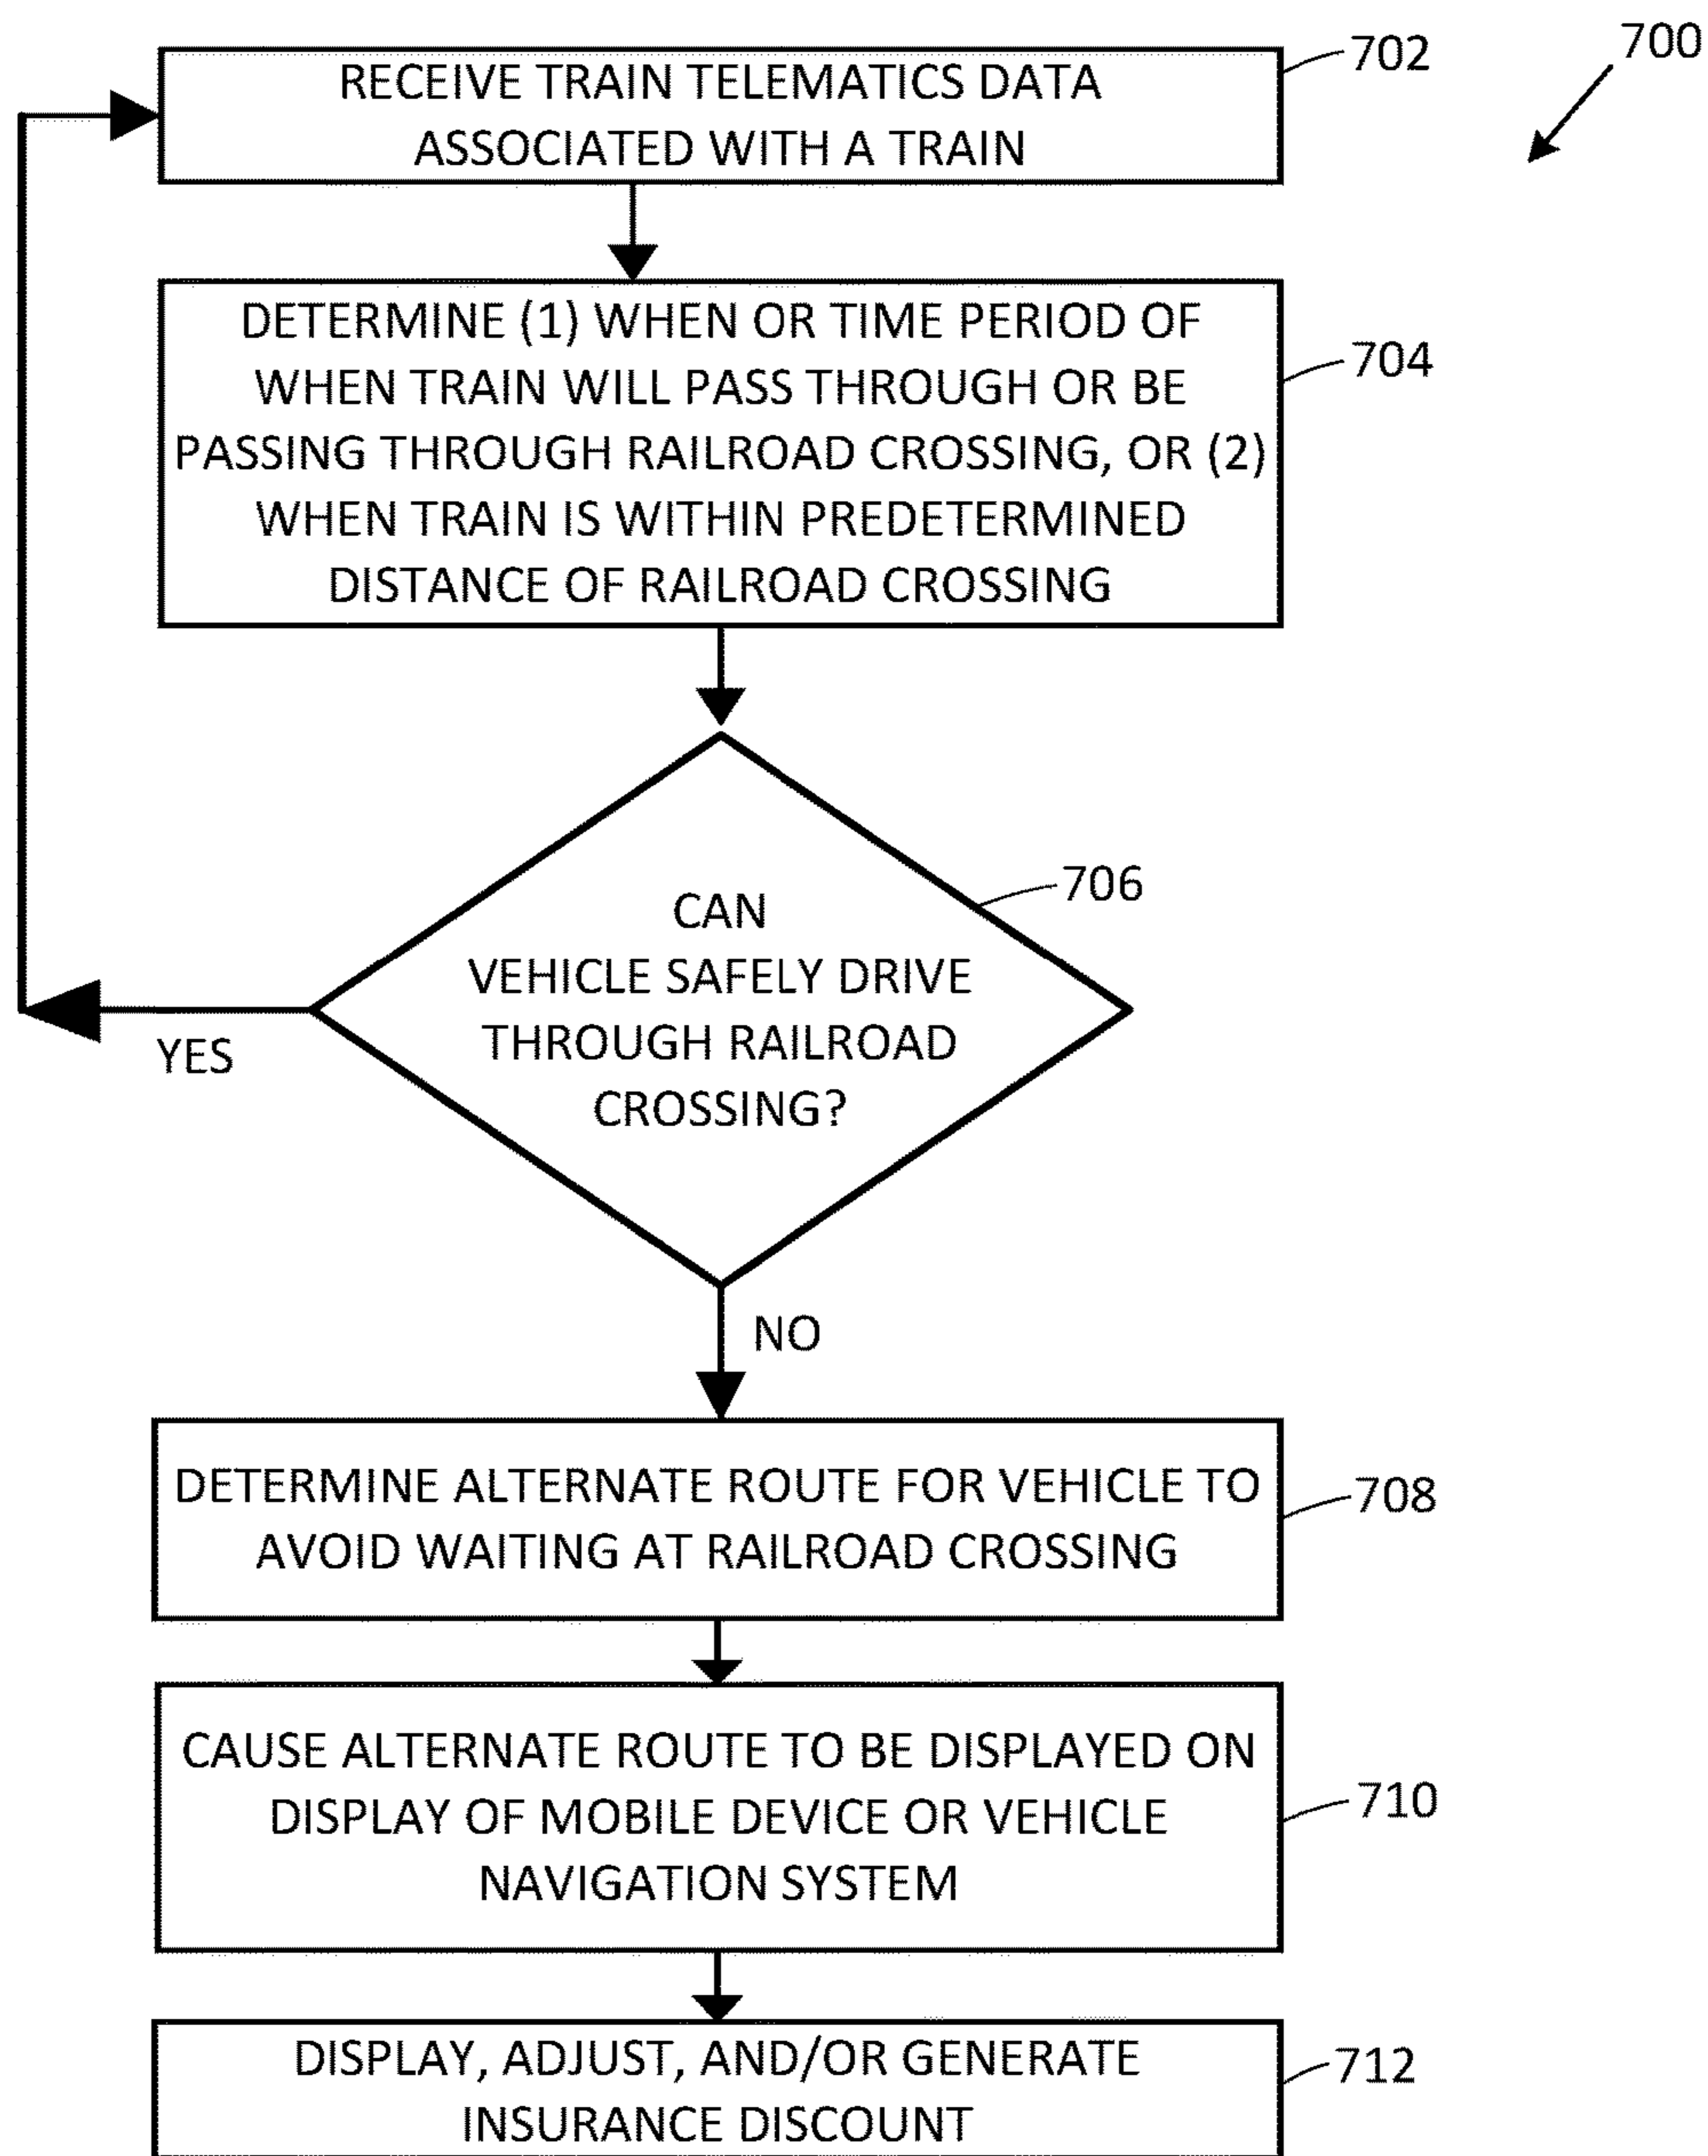 700
RECEIVE TRAIN TELEMATICS DATA
ASSOCIATED WITH A TRAIN
702
DETERMINE (1) WHEN OR TIME PERIOD OF
WHEN TRAIN WILL PASS THROUGH OR BE
PASSING THROUGH RAILROAD CROSSING, OR (2)
WHEN TRAIN IS WITHIN PREDETERMINED
DISTANCE OF RAILROAD CROSSING
704
CAN
VEHICLE SAFELY DRIVE
THROUGH RAILROAD
CROSSING?
706
YES
NO
DETERMINE ALTERNATE ROUTE FOR VEHICLE TO
AVOID WAITING AT RAILROAD CROSSING
708
CAUSE ALTERNATE ROUTE TO BE DISPLAYED ON
DISPLAY OF MOBILE DEVICE OR VEHICLE
NAVIGATION SYSTEM
710
DISPLAY, ADJUST, AND/OR GENERATE
INSURANCE DISCOUNT
712